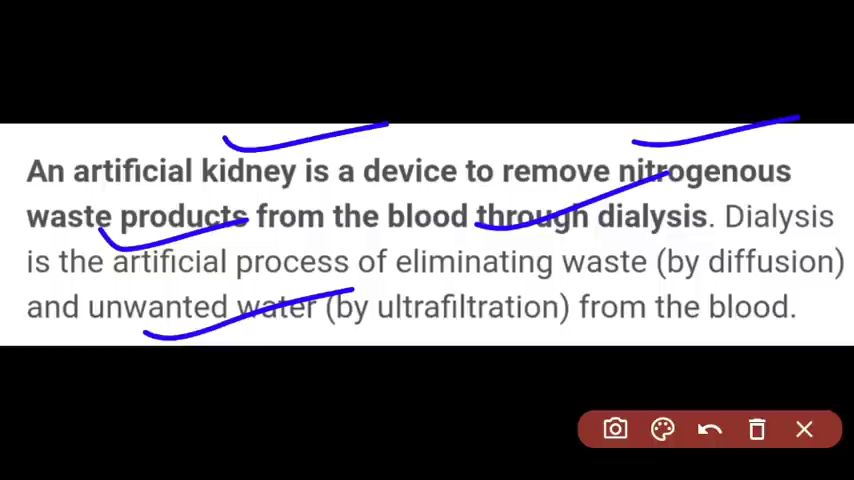 An artificial kidney is a device to remove nitrogenous
waste products from the blood through dialysis. Dialysis
is the artificial process of eliminating waste (by diffusion)
and unwanted water (by ultrafiltration) from the blood.